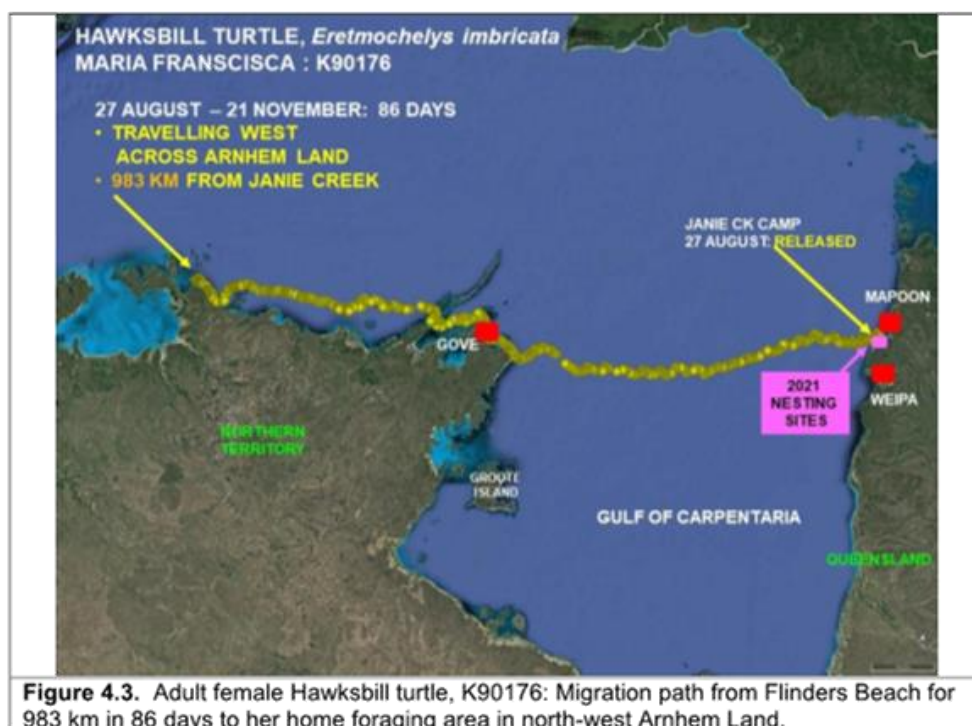 HAWKSBILL TURTLE, Eretmochelys imbricata
MARIA FRANSCISCA : K90176
27 AUGUST – 21 NOVEMBER: 86 DAYS
• TRAVELLING WEST
ACROSS ARNHEM LAND
• 983 KM FROM JANIE CREEK
JANIE CK CAMP
27 AUGUST: RELEASED
MAPOON
GOVE
2021
NESTING
SITES
WEIPA
NORTHERN
TERRITORY
GROOTE
ISLAND
GULF OF CARPENTARIA
QUEENSLAND
Figure 4.3. Adult female Hawksbill turtle, K90176: Migration path from Flinders Beach for
983 km in 86 days to her home foraging area in north-west Arnhem Land.